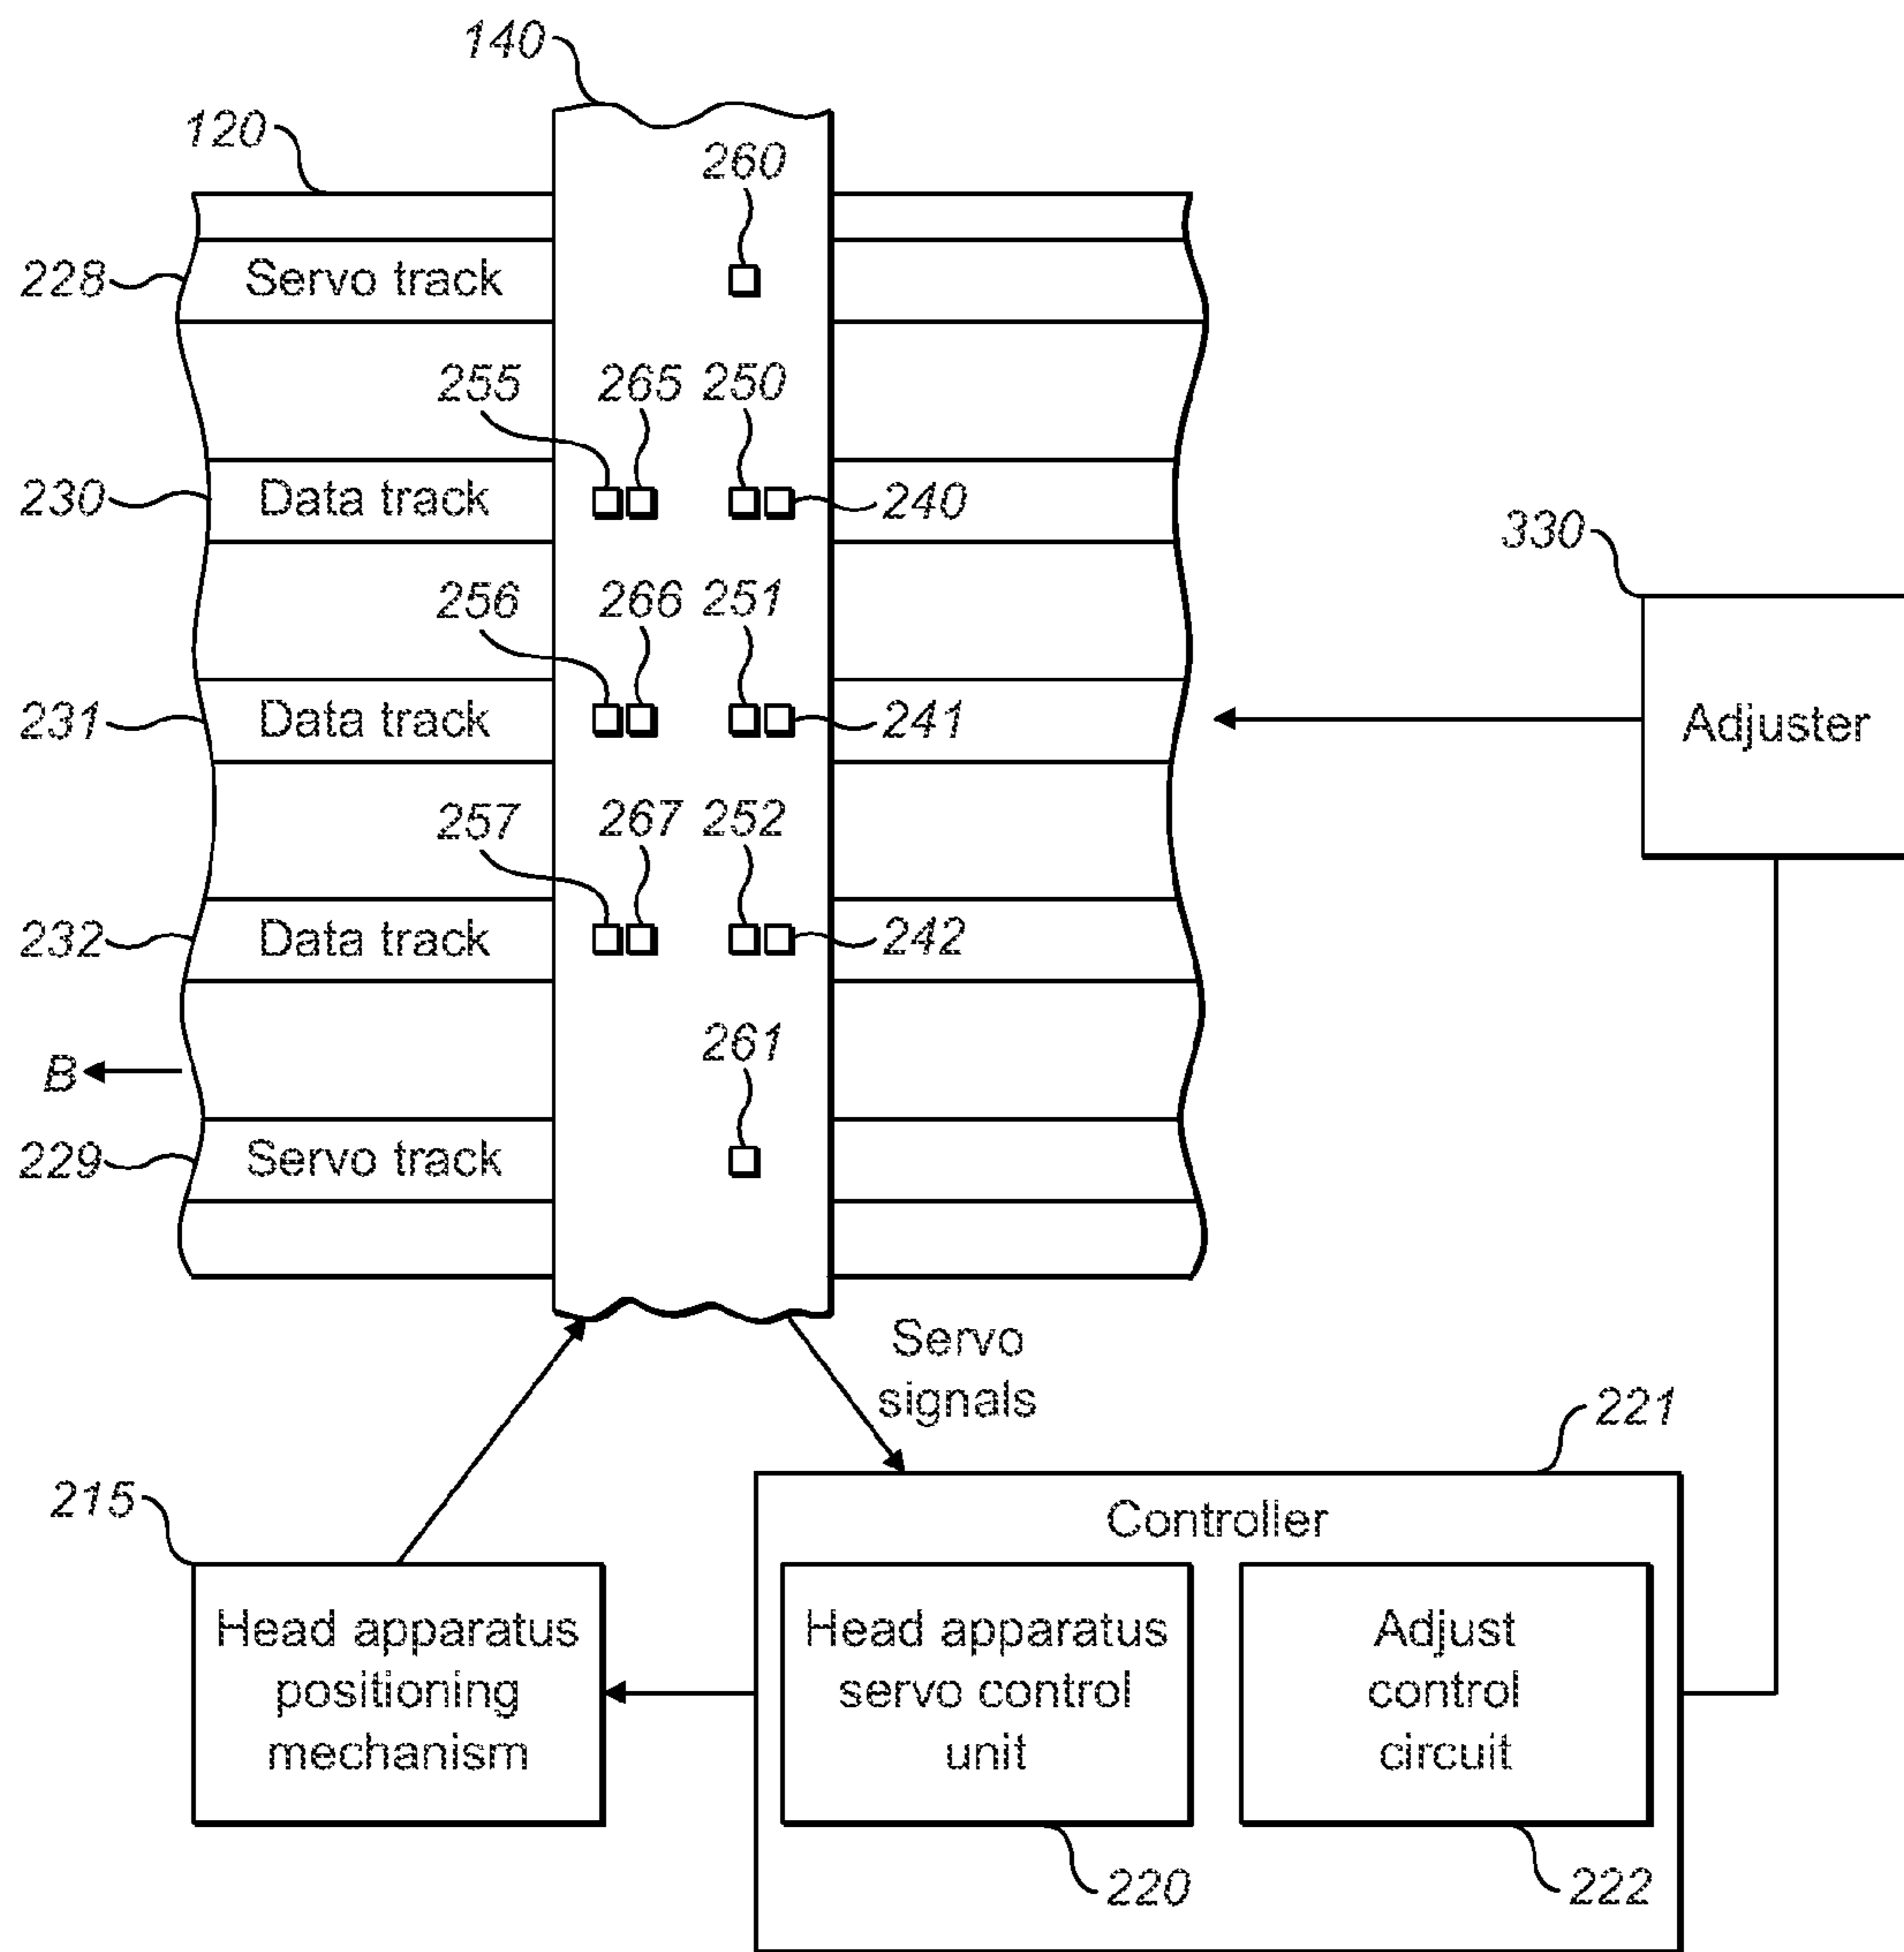 140
120
260
228
Servo track
255 265 250
230
Data track
240
330
256 266 251
231
Data track
241
Adjuster
257 267 252
232
Data track
242
261
B
229
Servo track
Servo
signals
221
215
Controller
Head apparatus
positioning
mechanism
Head apparatus
servo control
unit
Adjust
control
circuit
220
222